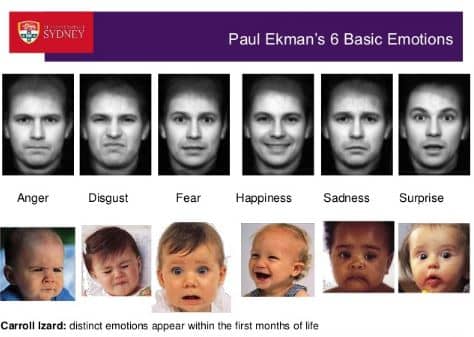 SYDNEY
Paul Ekman's 6 Basic Emotions
Anger Disgust Fear Happiness Sadness Surprise
Carroll Izard: distinct emotions appear within the first months of life